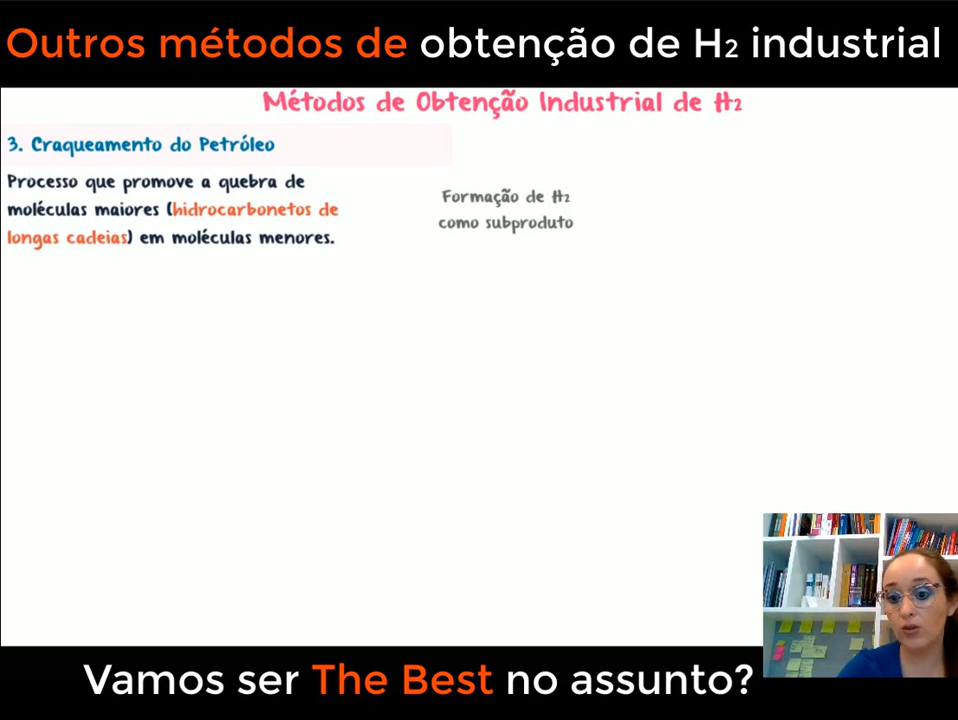 Outros métodos de obtenção de H₂ industrial
Métodos de Obtenção Industrial de H₂
3. Craqueamento do Petróleo
Processo que promove a quebra de
moléculas maiores (hidrocarbonetos de
longas cadeias) em moléculas menores.
Formação de H₂
como subproduto
Vamos ser The Best no assunto?